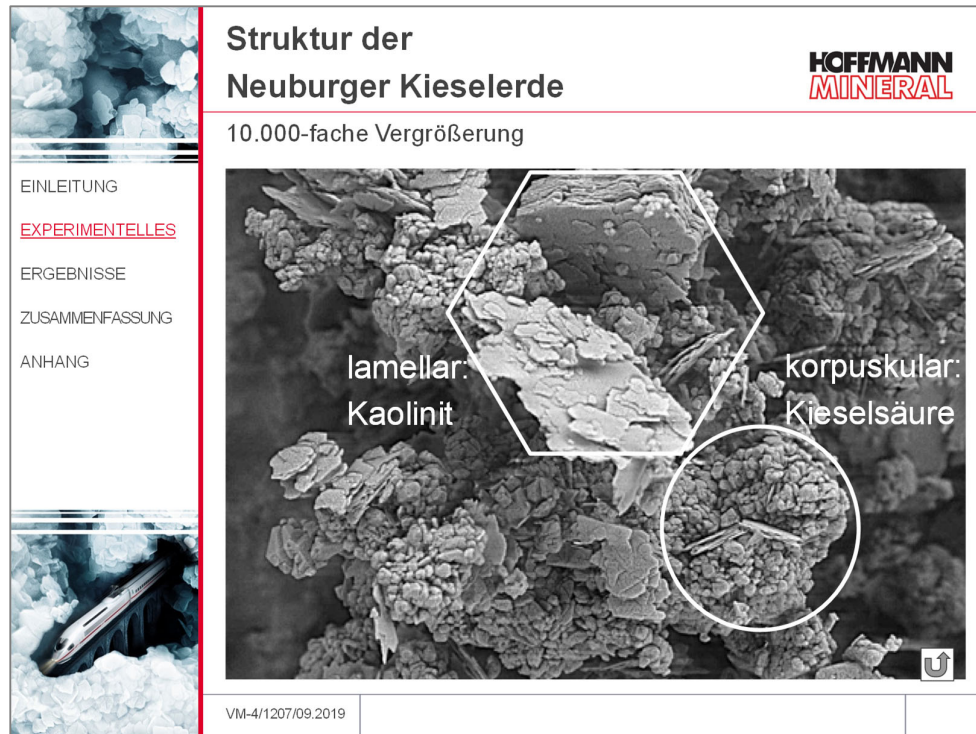 Struktur der
Neuburger Kieselerde
HOFFMANN
MINERAL
10.000-fache Vergrößerung
EINLEITUNG
EXPERIMENTELLES
ERGEBNISSE
ZUSAMMENFASSUNG
ANHANG
lamellar:
Kaolinit
korpuskular:
Kieselsäure
VM-4/1207/09.2019